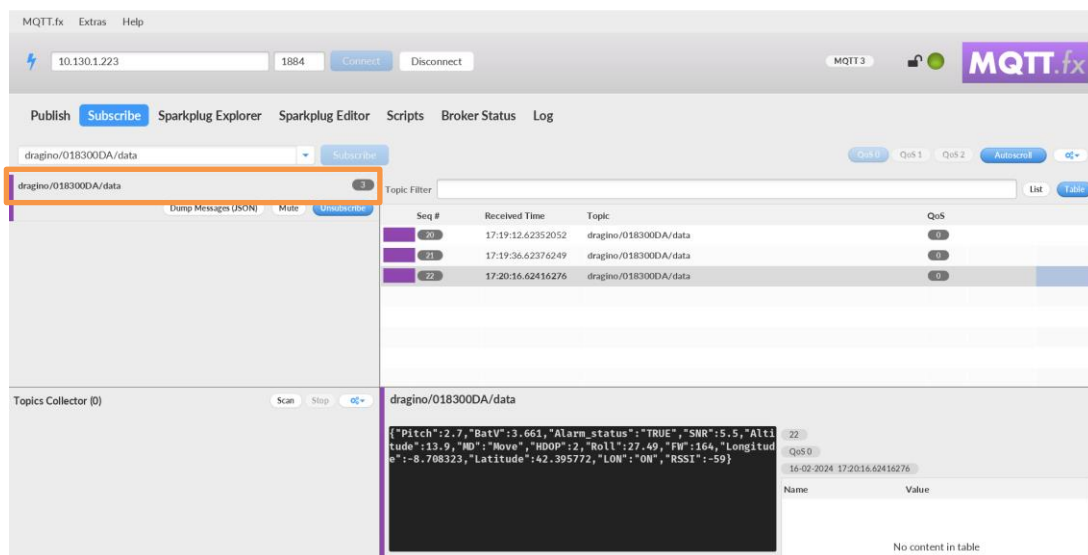 MQTT.fx Extras Help
10.130.1.223 1884 Connect Disconnect MQTT 3 MQTT.fx
Publish Subscribe Sparkplug Explorer Sparkplug Editor Scripts Broker Status Log
dragino/018300DA/data Subscribe QoS 0 QoS 1 QoS 2 Autoscroll
dragino/018300DA/data 3
Dump Messages (JSON) Mute Unsubscribe
Topic Filter List Table
Seq # Received Time Topic QoS
20 17:19:12.62352052 dragino/018300DA/data 0
21 17:19:36.62376249 dragino/018300DA/data 0
22 17:20:16.62416276 dragino/018300DA/data 0
Topics Collector (0) Scan Stop
dragino/018300DA/data
{"Pitch":2.7,"BatV":3.661,"Alarm_status":"TRUE","SNR":5.5,"Alti
tude":13.9,"MD":"Move","HDOP":2,"Roll":27.49,"FW":164,"Longitud
e":-8.708323,"Latitude":42.395772,"LON":"ON","RSSI":-59}
22
QoS 0
16-02-2024 17:20:16.62416276
Name Value
No content in table